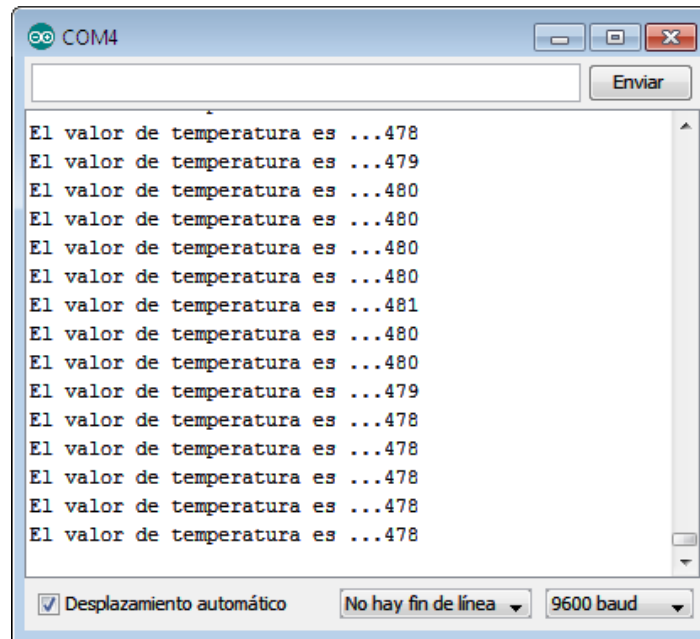 COM4
Enviar
El valor de temperatura es ...478
El valor de temperatura es ...479
El valor de temperatura es ...480
El valor de temperatura es ...480
El valor de temperatura es ...480
El valor de temperatura es ...480
El valor de temperatura es ...481
El valor de temperatura es ...480
El valor de temperatura es ...480
El valor de temperatura es ...479
El valor de temperatura es ...478
El valor de temperatura es ...478
El valor de temperatura es ...478
El valor de temperatura es ...478
El valor de temperatura es ...478
Desplazamiento automático No hay fin de línea 9600 baud